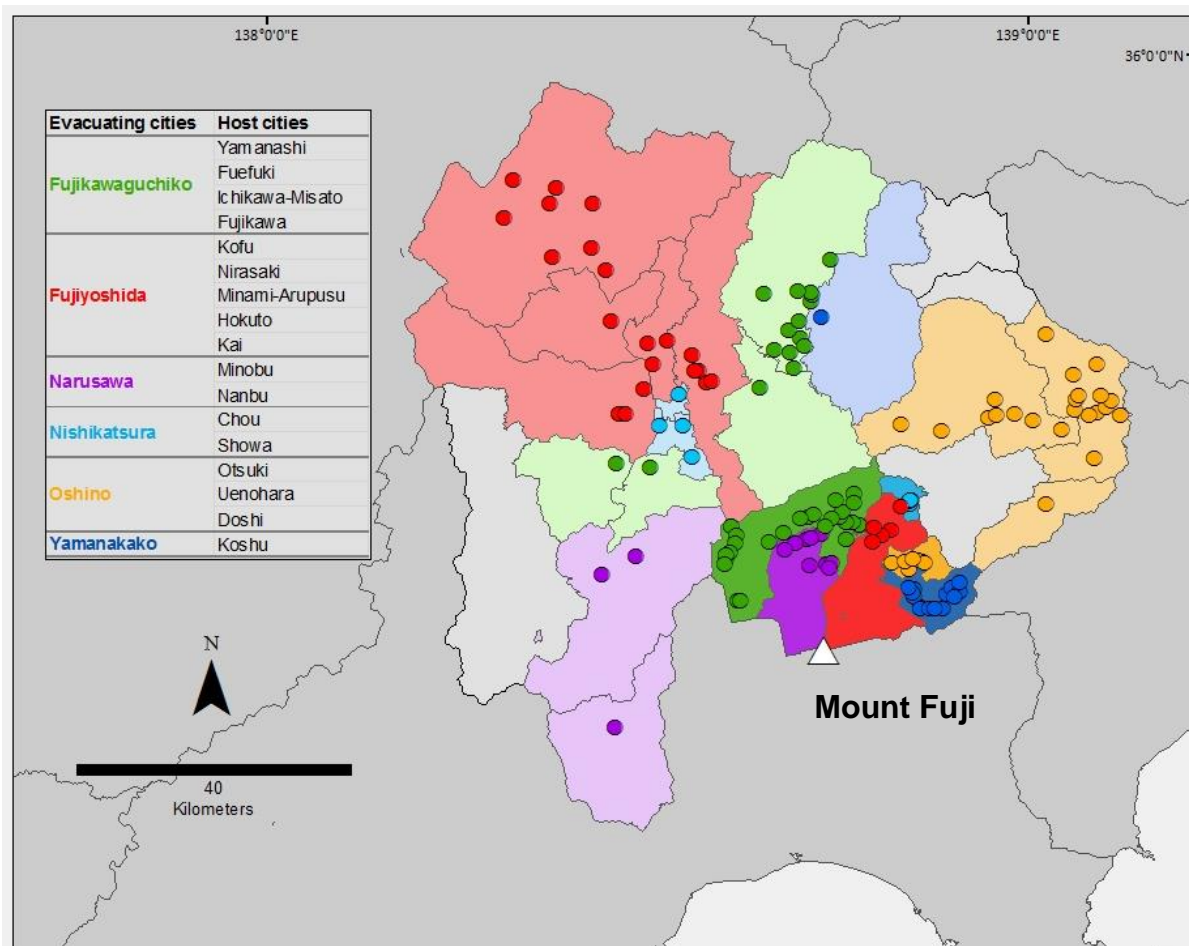 138°0'0"E
139°0'0"E
36°0'0"N
Evacuating cities Host cities
Fujikawaguchiko
Yamanashi
Fuefuki
Ichikawa-Misato
Fujikawa
Fujiyoshida
Kofu
Nirasaki
Minami-Arupusu
Hokuto
Kai
Narusawa
Minobu
Nanbu
Nishikatsura
Chou
Showa
Oshino
Otsuki
Uenohara
Doshi
Yamanakako Koshu
N
Mount Fuji
40
Kilometers